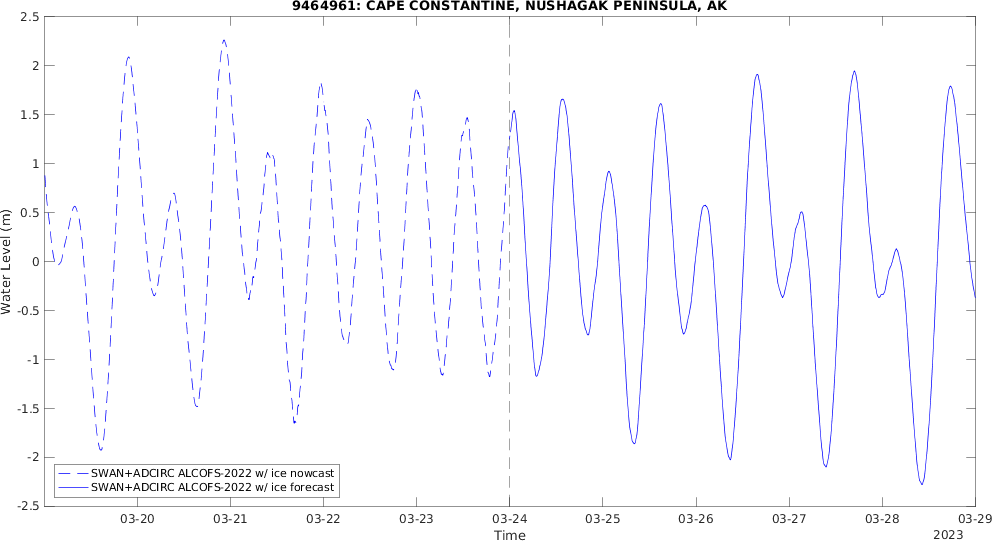 9464961: CAPE CONSTANTINE, NUSHAGAK PENINSULA, AK
2.5
2
1.5
1
0.5
0
-0.5
-1
-1.5
-2
-2.5
Water Level (m)
SWAN+ADCIRC ALCOFS-2022 w/ ice nowcast
SWAN+ADCIRC ALCOFS-2022 w/ ice forecast
03-20 03-21 03-22 03-23 03-24 03-25 03-26 03-27 03-28 03-29
Time
2023